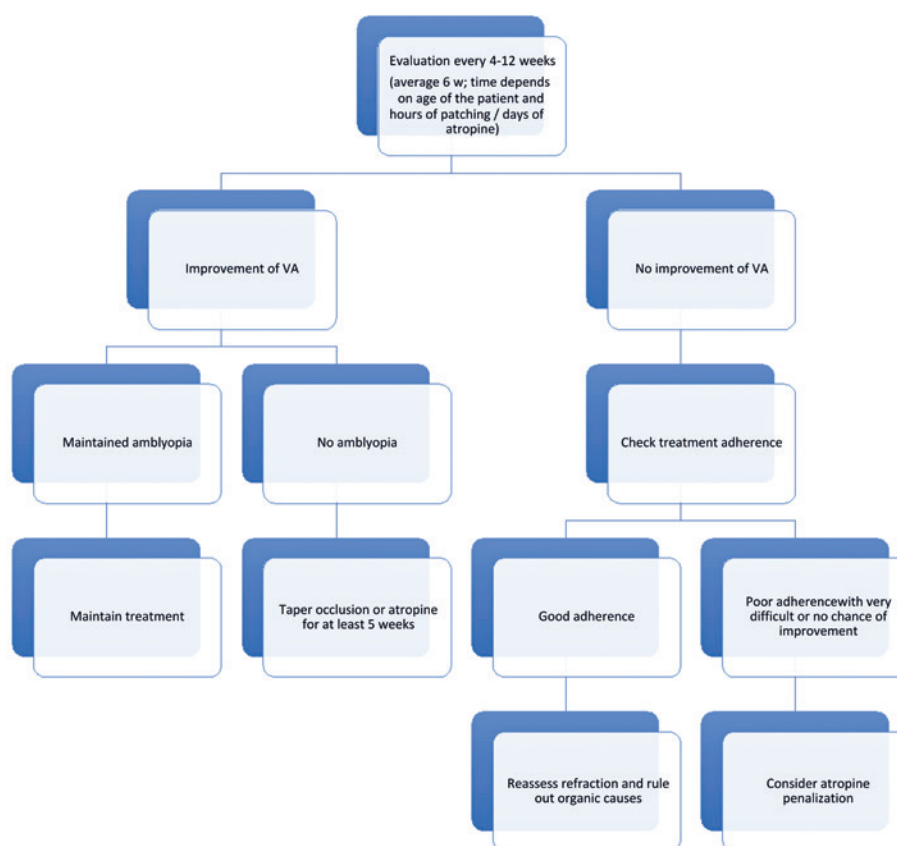 Evaluation every 4-12 weeks
(average 6 w; time depends
on age of the patient and
hours of patching / days of
atropine)
Improvement of VA
No improvement of VA
Maintained amblyopia
No amblyopia
Check treatment adherence
Maintain treatment
Taper occlusion or atropine
for at least 5 weeks
Good adherence
Poor adherencewith very
difficult or no chance of
improvement
Reassess refraction and rule
out organic causes
Consider atropine
penalization